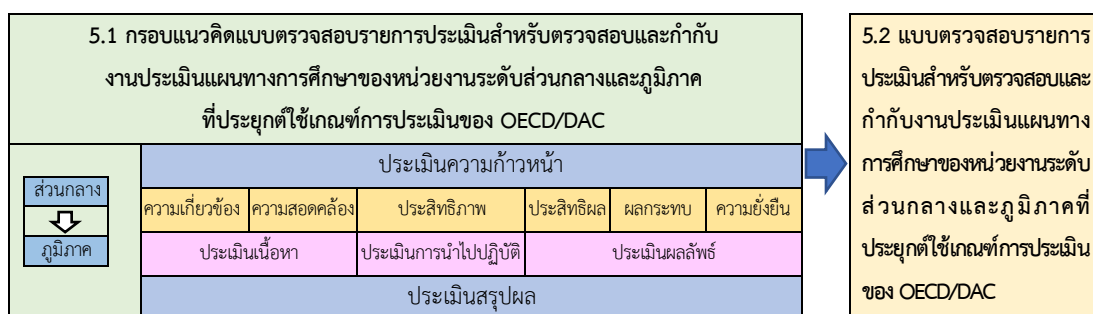 5.1 กรอบแนวคิดแบบตรวจสอบรายการประเมินสำหรับตรวจสอบและกำกับ
งานประเมินแผนทางการศึกษาของหน่วยงานระดับส่วนกลางและภูมิภาค
ที่ประยุกต์ใช้เกณฑ์การประเมินของ OECD/DAC
ส่วนกลาง
ภูมิภาค
ประเมินความก้าวหน้า
ความเกี่ยวข้อง ความสอดคล้อง ประสิทธิภาพ ประสิทธิผล ผลกระทบ ความยั่งยืน
ประเมินเนื้อหา ประเมินการนำไปปฏิบัติ ประเมินผลลัพธ์
ประเมินสรุปผล
5.2 แบบตรวจสอบรายการ
ประเมินสำหรับตรวจสอบและ
กำกับงานประเมินแผนทาง
การศึกษาของหน่วยงานระดับ
ส่วนกลางและภูมิภาคที่
ประยุกต์ใช้เกณฑ์การประเมิน
ของ OECD/DAC